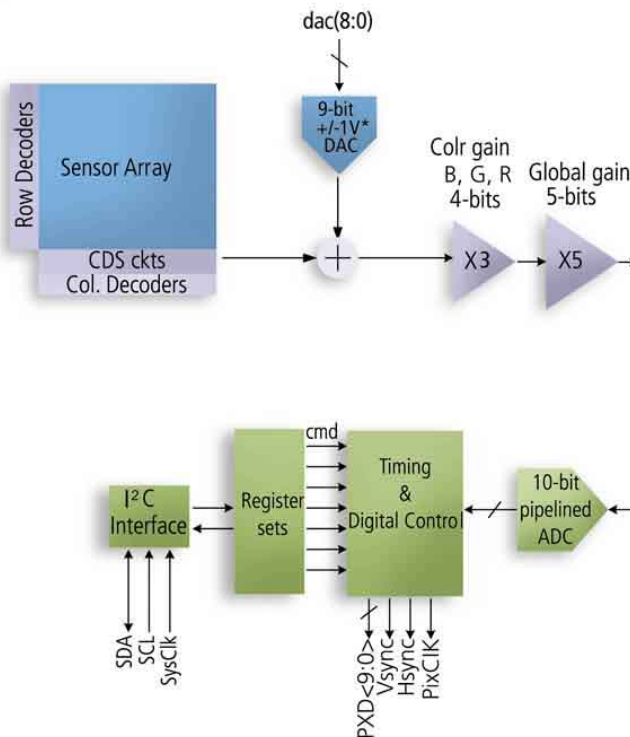 dac(8:0)
9-bit
+/-1V*
DAC
Row Decoders
Sensor Array
CDS ckts
Col. Decoders
Colr gain
B, G, R
4-bits
Global gain
5-bits
+
X3
X5
cmd
I²C
Interface
Register
sets
Timing
&
Digital Control
10-bit
pipelined
ADC
SDA
SCL
SysClk
PXD<9:0>
Vsync
Hsync
PixClK